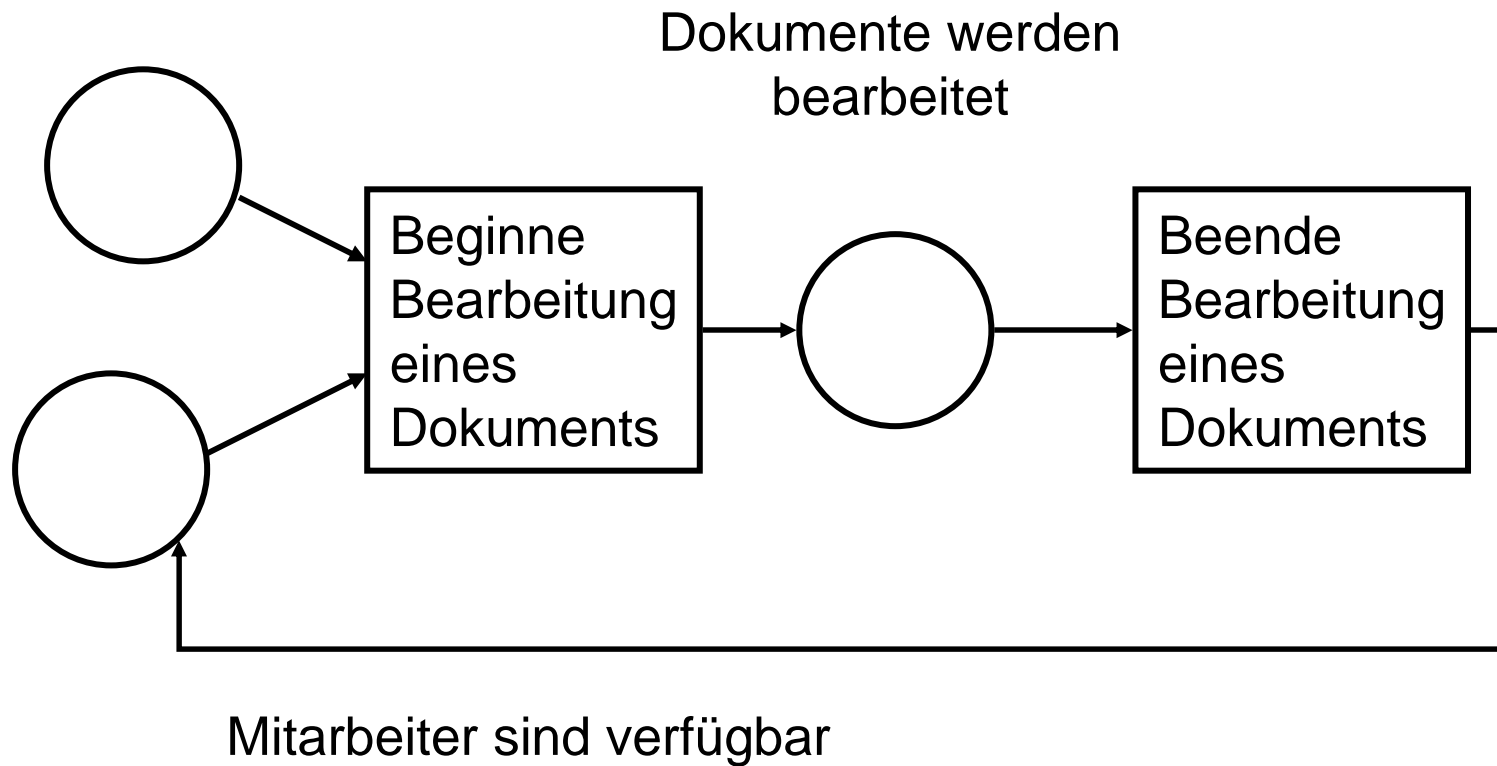 Dokumente werden
bearbeitet
Beginne
Bearbeitung
eines
Dokuments
Beende
Bearbeitung
eines
Dokuments
Mitarbeiter sind verfügbar